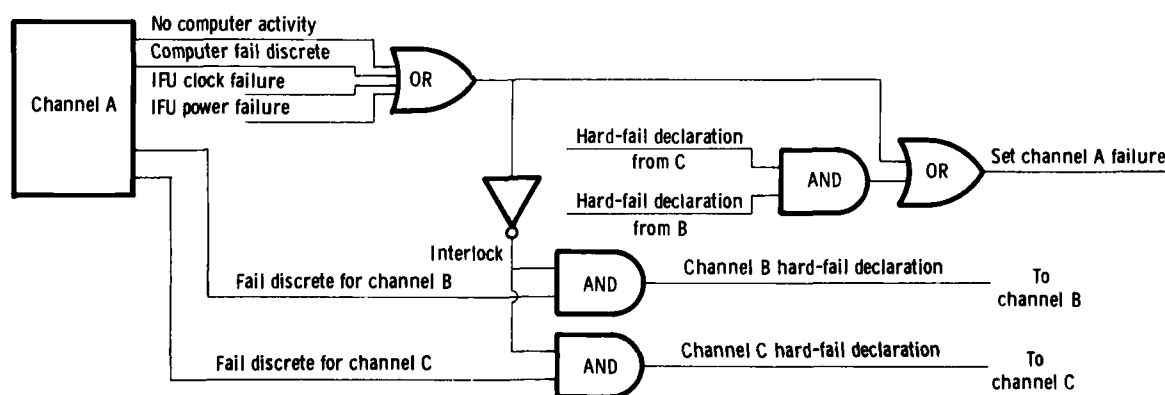 No computer activity
Computer fail discrete
IFU clock failure
IFU power failure
Channel A
OR
Hard-fail declaration
from C
Hard-fail declaration
from B
AND
OR
Set channel A failure
Interlock
Fail discrete for channel B
AND
Channel B hard-fail declaration
To
channel B
Fail discrete for channel C
AND
Channel C hard-fail declaration
To
channel C